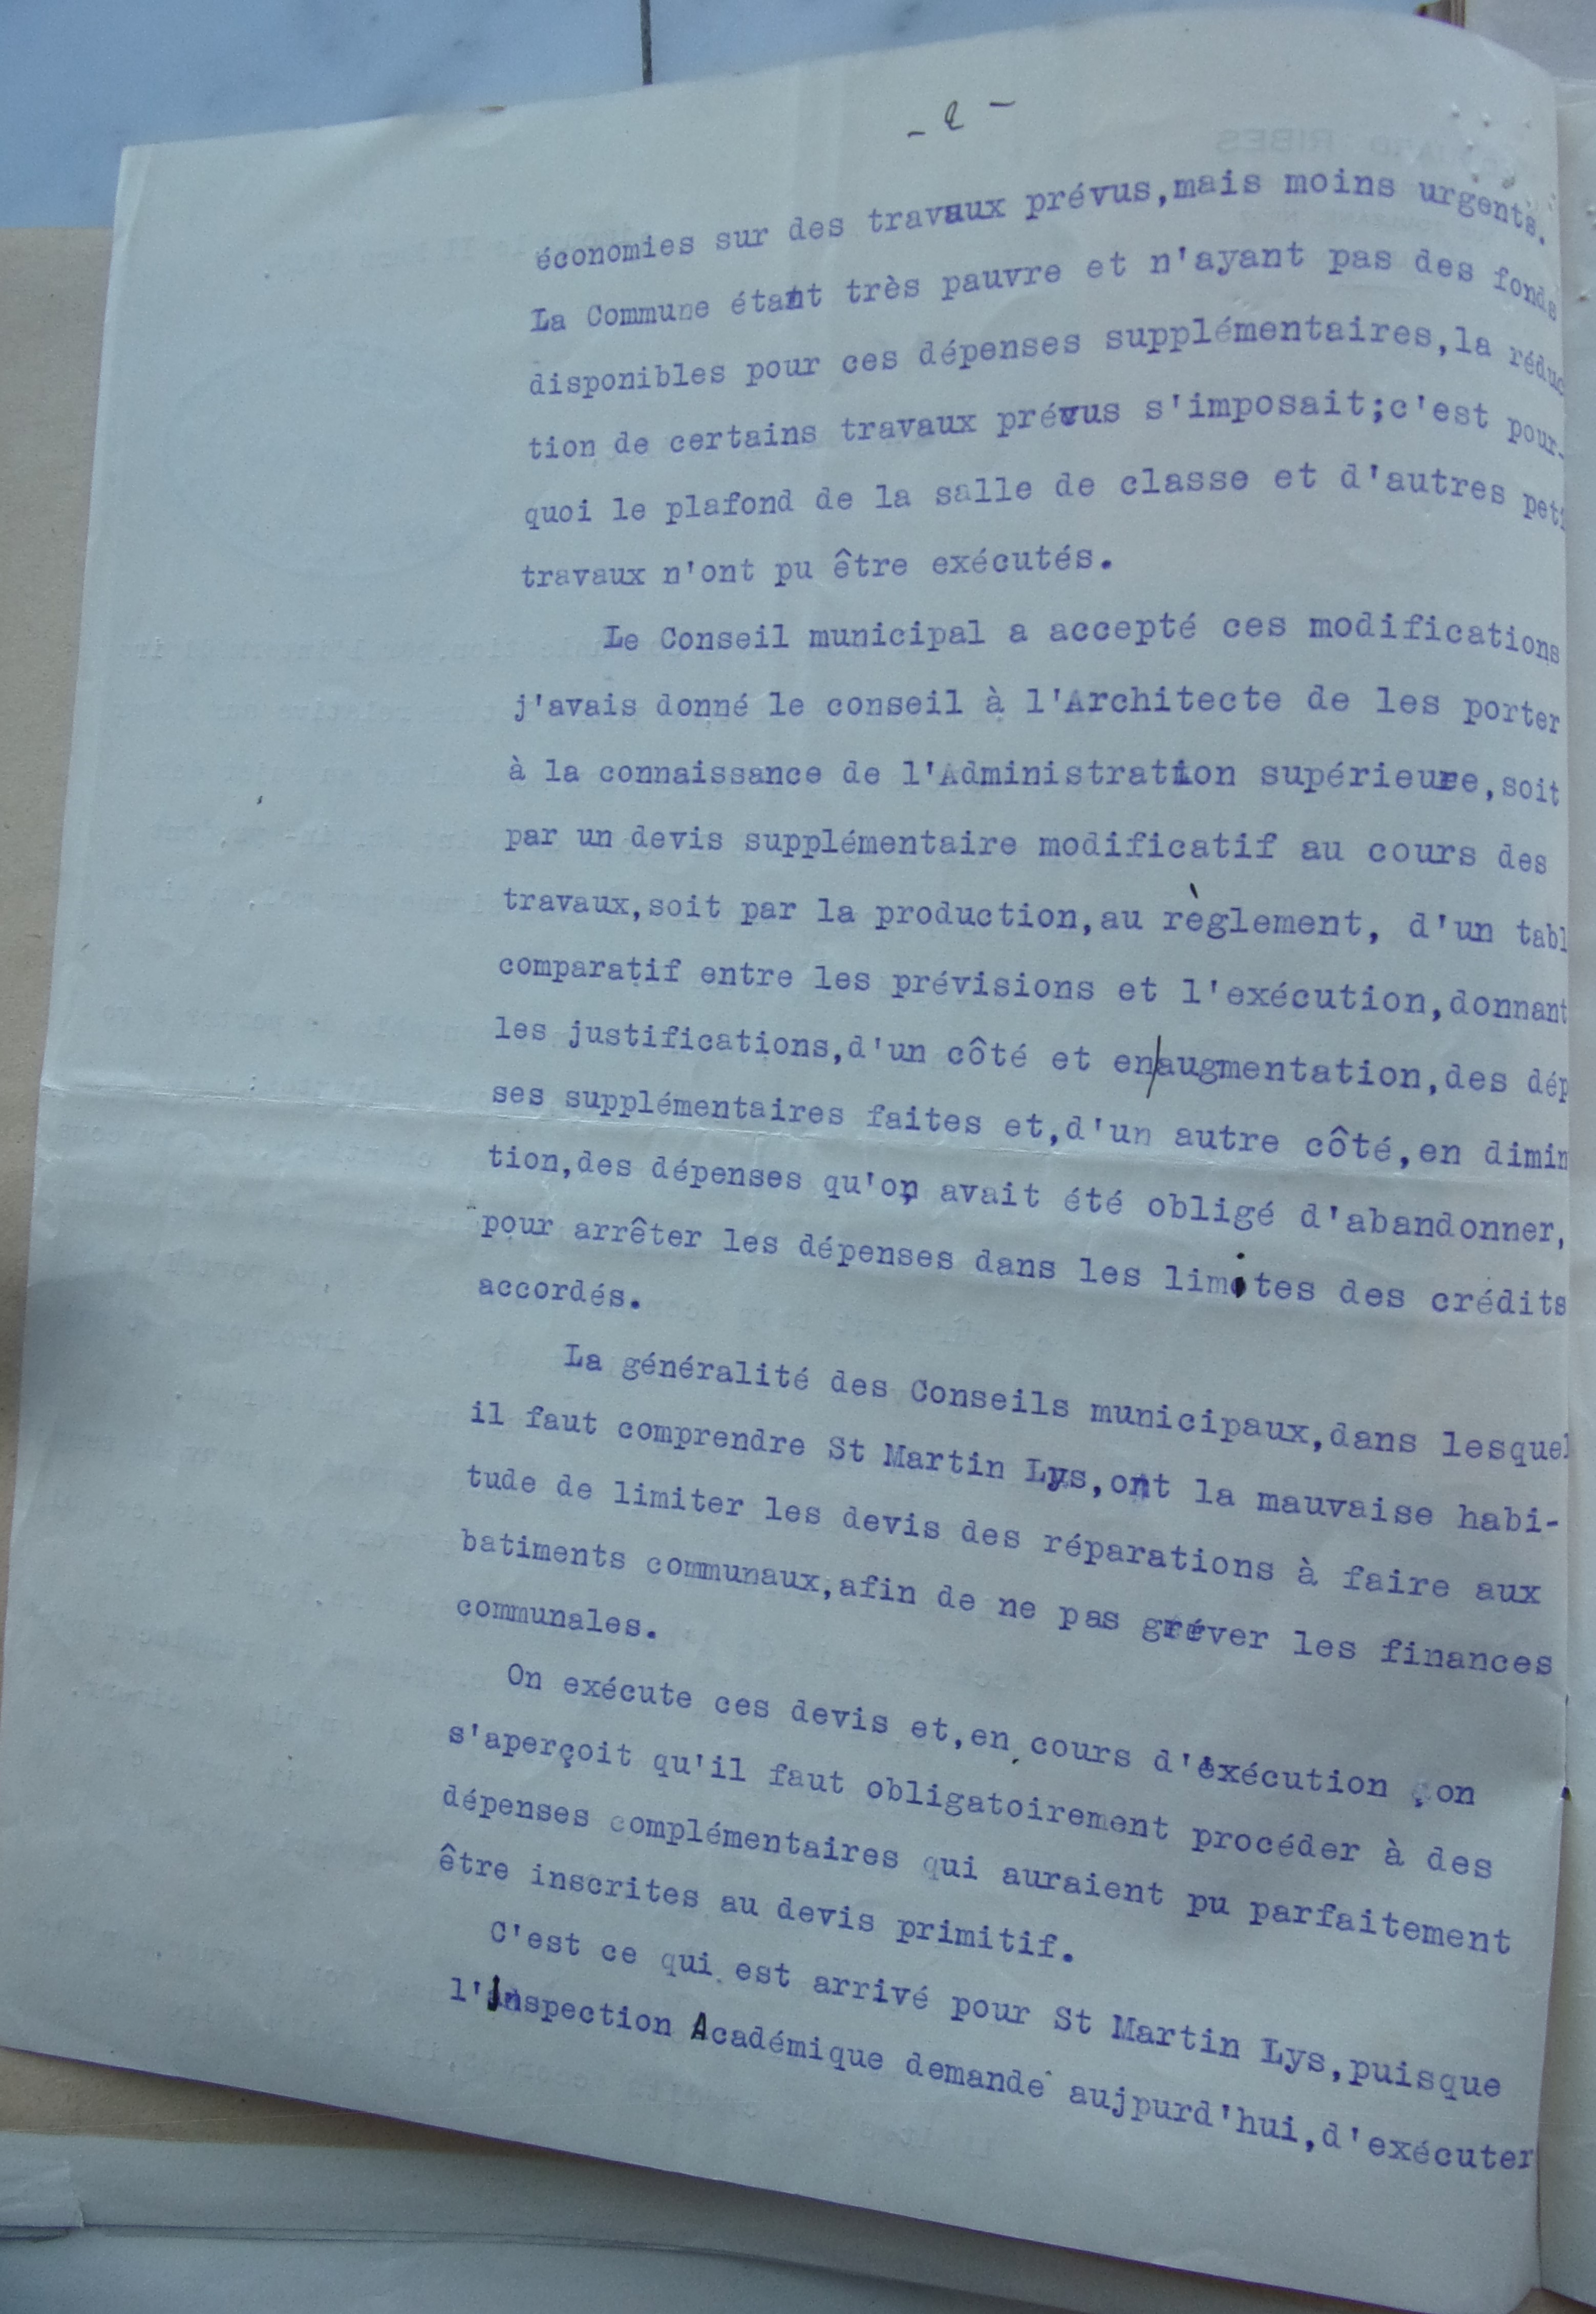 - 2 -
économies sur des travaux prévus,mais moins urgents.
La Commune étant très pauvre et n'ayant pas des fonds
disponibles pour ces dépenses supplémentaires,la réduc
tion de certains travaux prévus s'imposait;c'est pour-
quoi le plafond de la salle de classe et d'autres peti
travaux n'ont pu être exécutés.
Le Conseil municipal a accepté ces modifications
j'avais donné le conseil à l'Architecte de les porter
à la connaissance de l'Administration supérieure,soit
par un devis supplémentaire modificatif au cours des
travaux,soit par la production,au règlement, d'un tabl
comparatif entre les prévisions et l'exécution,donnant
les justifications,d'un côté et en/augmentation,des dép
ses supplémentaires faites et,d'un autre côté,en dimin
tion,des dépenses qu'on avait été obligé d'abandonner,
pour arrêter les dépenses dans les limites des crédits
accordés.
La généralité des Conseils municipaux,dans lesquel
il faut comprendre St Martin Lys,ont la mauvaise habi-
tude de limiter les devis des réparations à faire aux
batiments communaux,afin de ne pas gréver les finances
communales.
On exécute ces devis et,en cours d'exécution ,on
s'aperçoit qu'il faut obligatoirement procéder à des
dépenses complémentaires qui auraient pu parfaitement
être inscrites au devis primitif.
C'est ce qui est arrivé pour St Martin Lys,puisque
l'Inspection Académique demande aujpurd'hui,d'exécuter